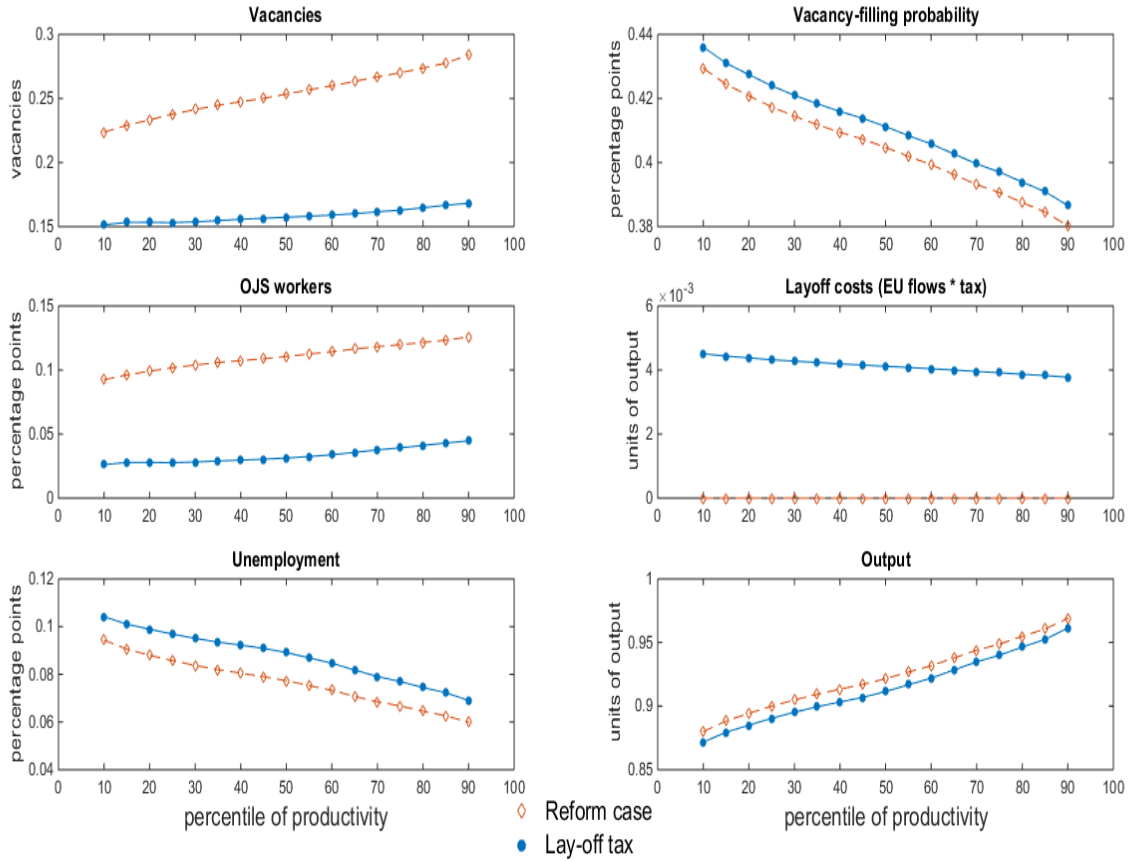 Vacancies
0.3
0.25
0.2
0.15
vacancies
0 10 20 30 40 50 60 70 80 90 100
Vacancy-filling probability
0.44
0.42
0.4
0.38
percentage points
0 10 20 30 40 50 60 70 80 90 100
OJS workers
0.15
0.1
0.05
0
percentage points
0 10 20 30 40 50 60 70 80 90 100
Layoff costs (EU flows * tax)
×10⁻³
6
4
2
0
units of output
0 10 20 30 40 50 60 70 80 90 100
Unemployment
0.12
0.1
0.08
0.06
0.04
percentage points
0 10 20 30 40 50 60 70 80 90 100
percentile of productivity
Output
1
0.95
0.9
0.85
units of output
0 10 20 30 40 50 60 70 80 90 100
percentile of productivity
Reform case
Lay-off tax